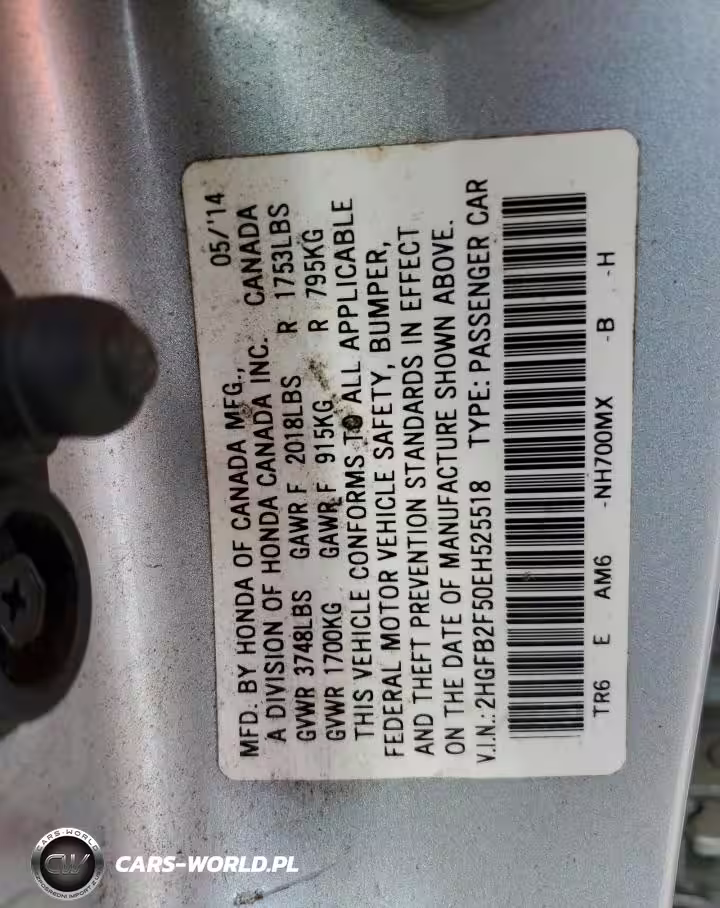 05/'14
MFD. BY HONDA OF CANADA MFG.,
A DIVISION OF HONDA CANADA INC. CANADA
GVWR 3748LBS GAWR F 2018LBS R 1753LBS
GVWR 1700KG GAWR F 915KG R 795KG
THIS VEHICLE CONFORMS TO ALL APPLICABLE
FEDERAL MOTOR VEHICLE SAFETY, BUMPER,
AND THEFT PREVENTION STANDARDS IN EFFECT
ON THE DATE OF MANUFACTURE SHOWN ABOVE.
V.I.N.: 2HGFB2F50EH525518 TYPE: PASSENGER CAR
TR6 E AM6 -NH700MX -B -H
CARS-WORLD
CW
CARS-WORLD.PL